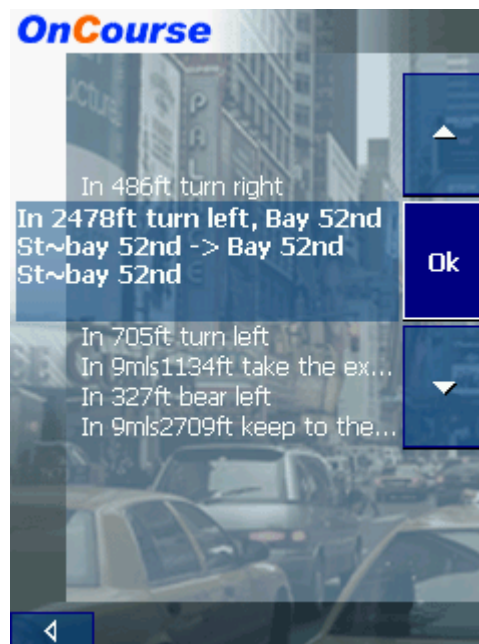 OnCourse
In 486ft turn right
In 2478ft turn left, Bay 52nd
St~bay 52nd -> Bay 52nd
St~bay 52nd
Ok
In 705ft turn left
In 9mls1134ft take the ex...
In 327ft bear left
In 9mls2709ft keep to the...